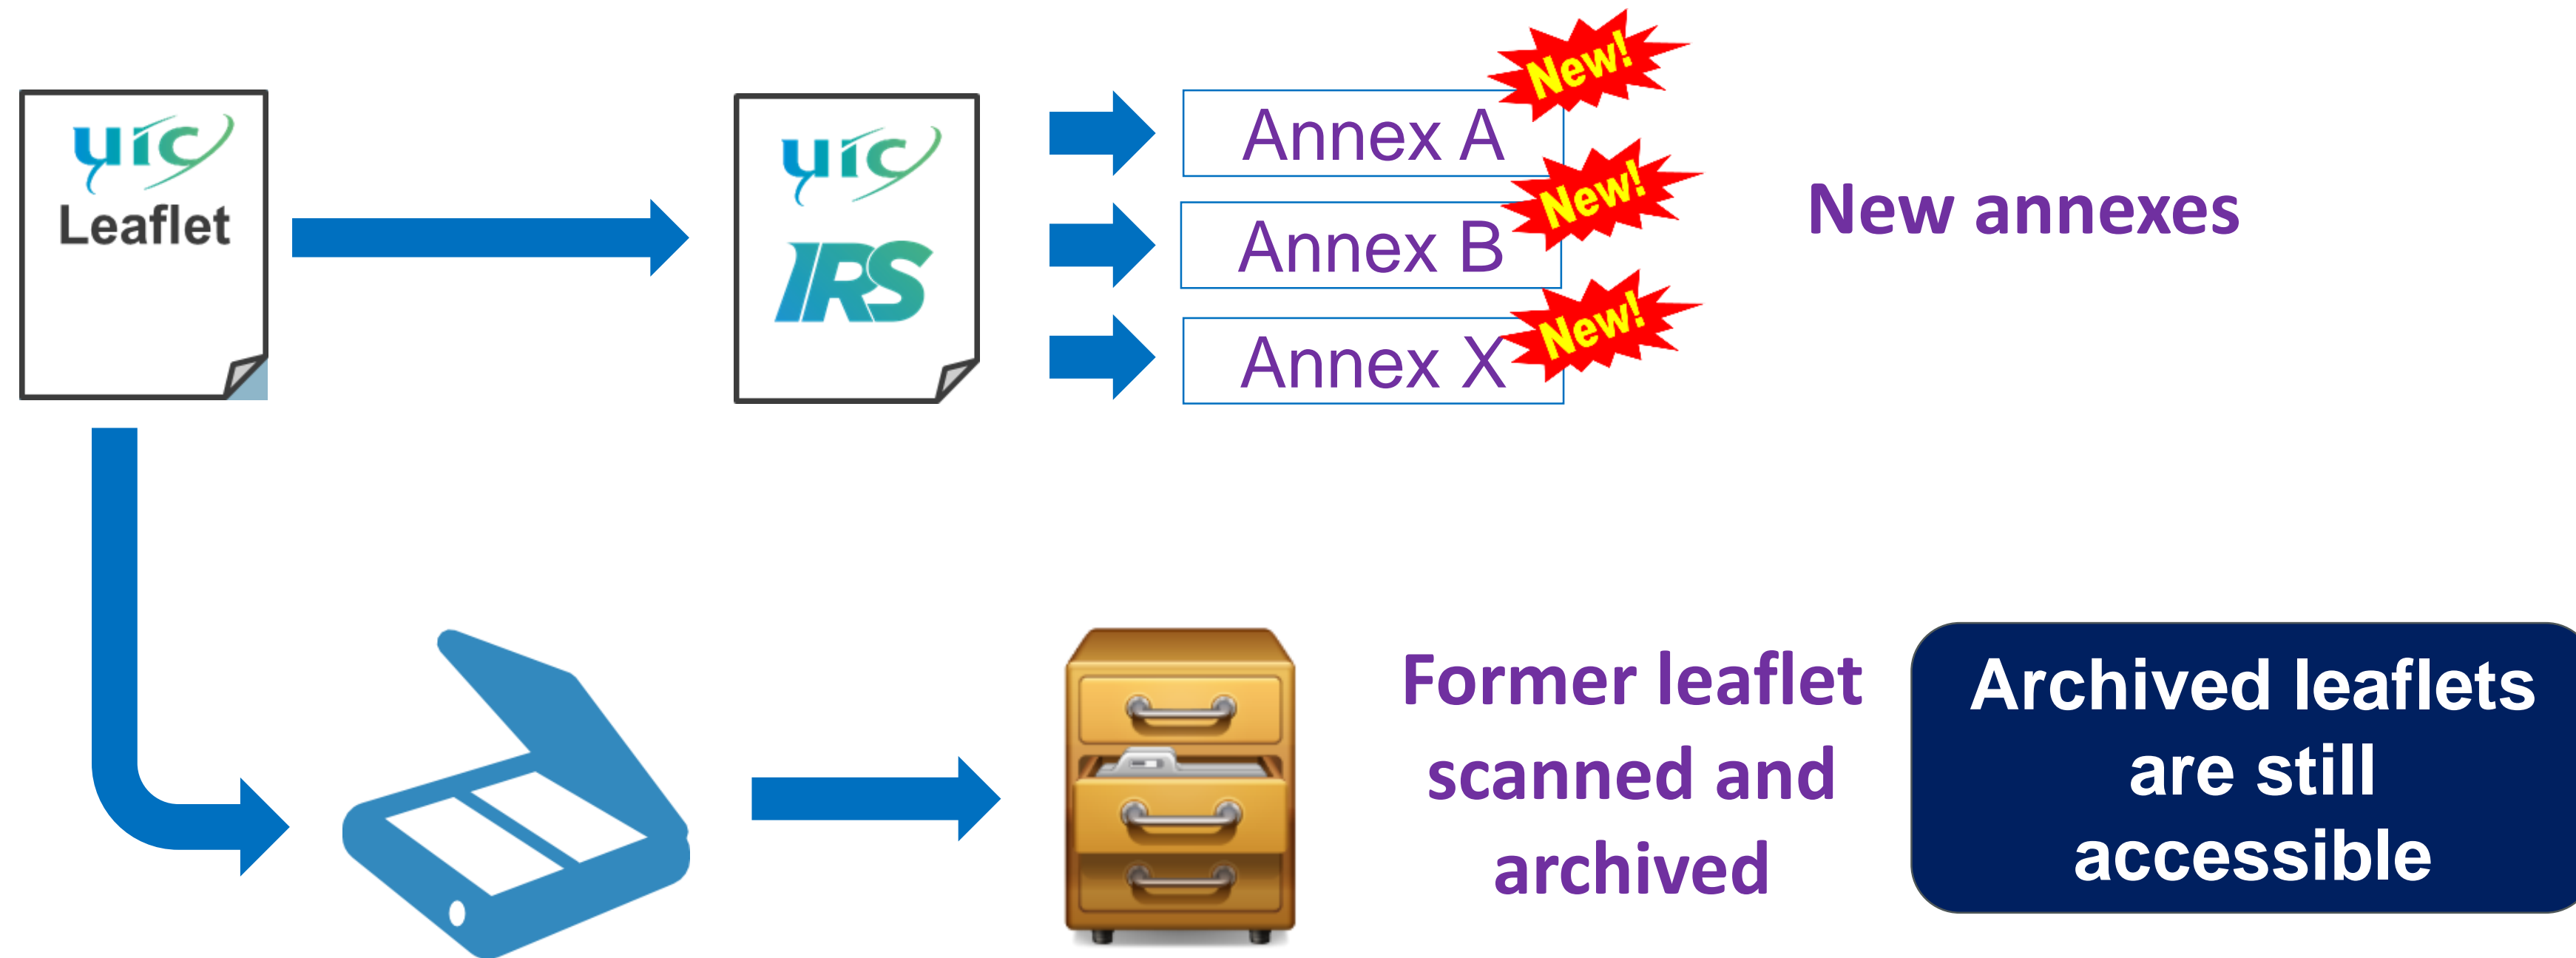 uic
Leaflet
uic
IRS
Annex A
New!
Annex B
New!
Annex X
New!
New annexes
Former leaflet
scanned and
archived
Archived leaflets
are still
accessible